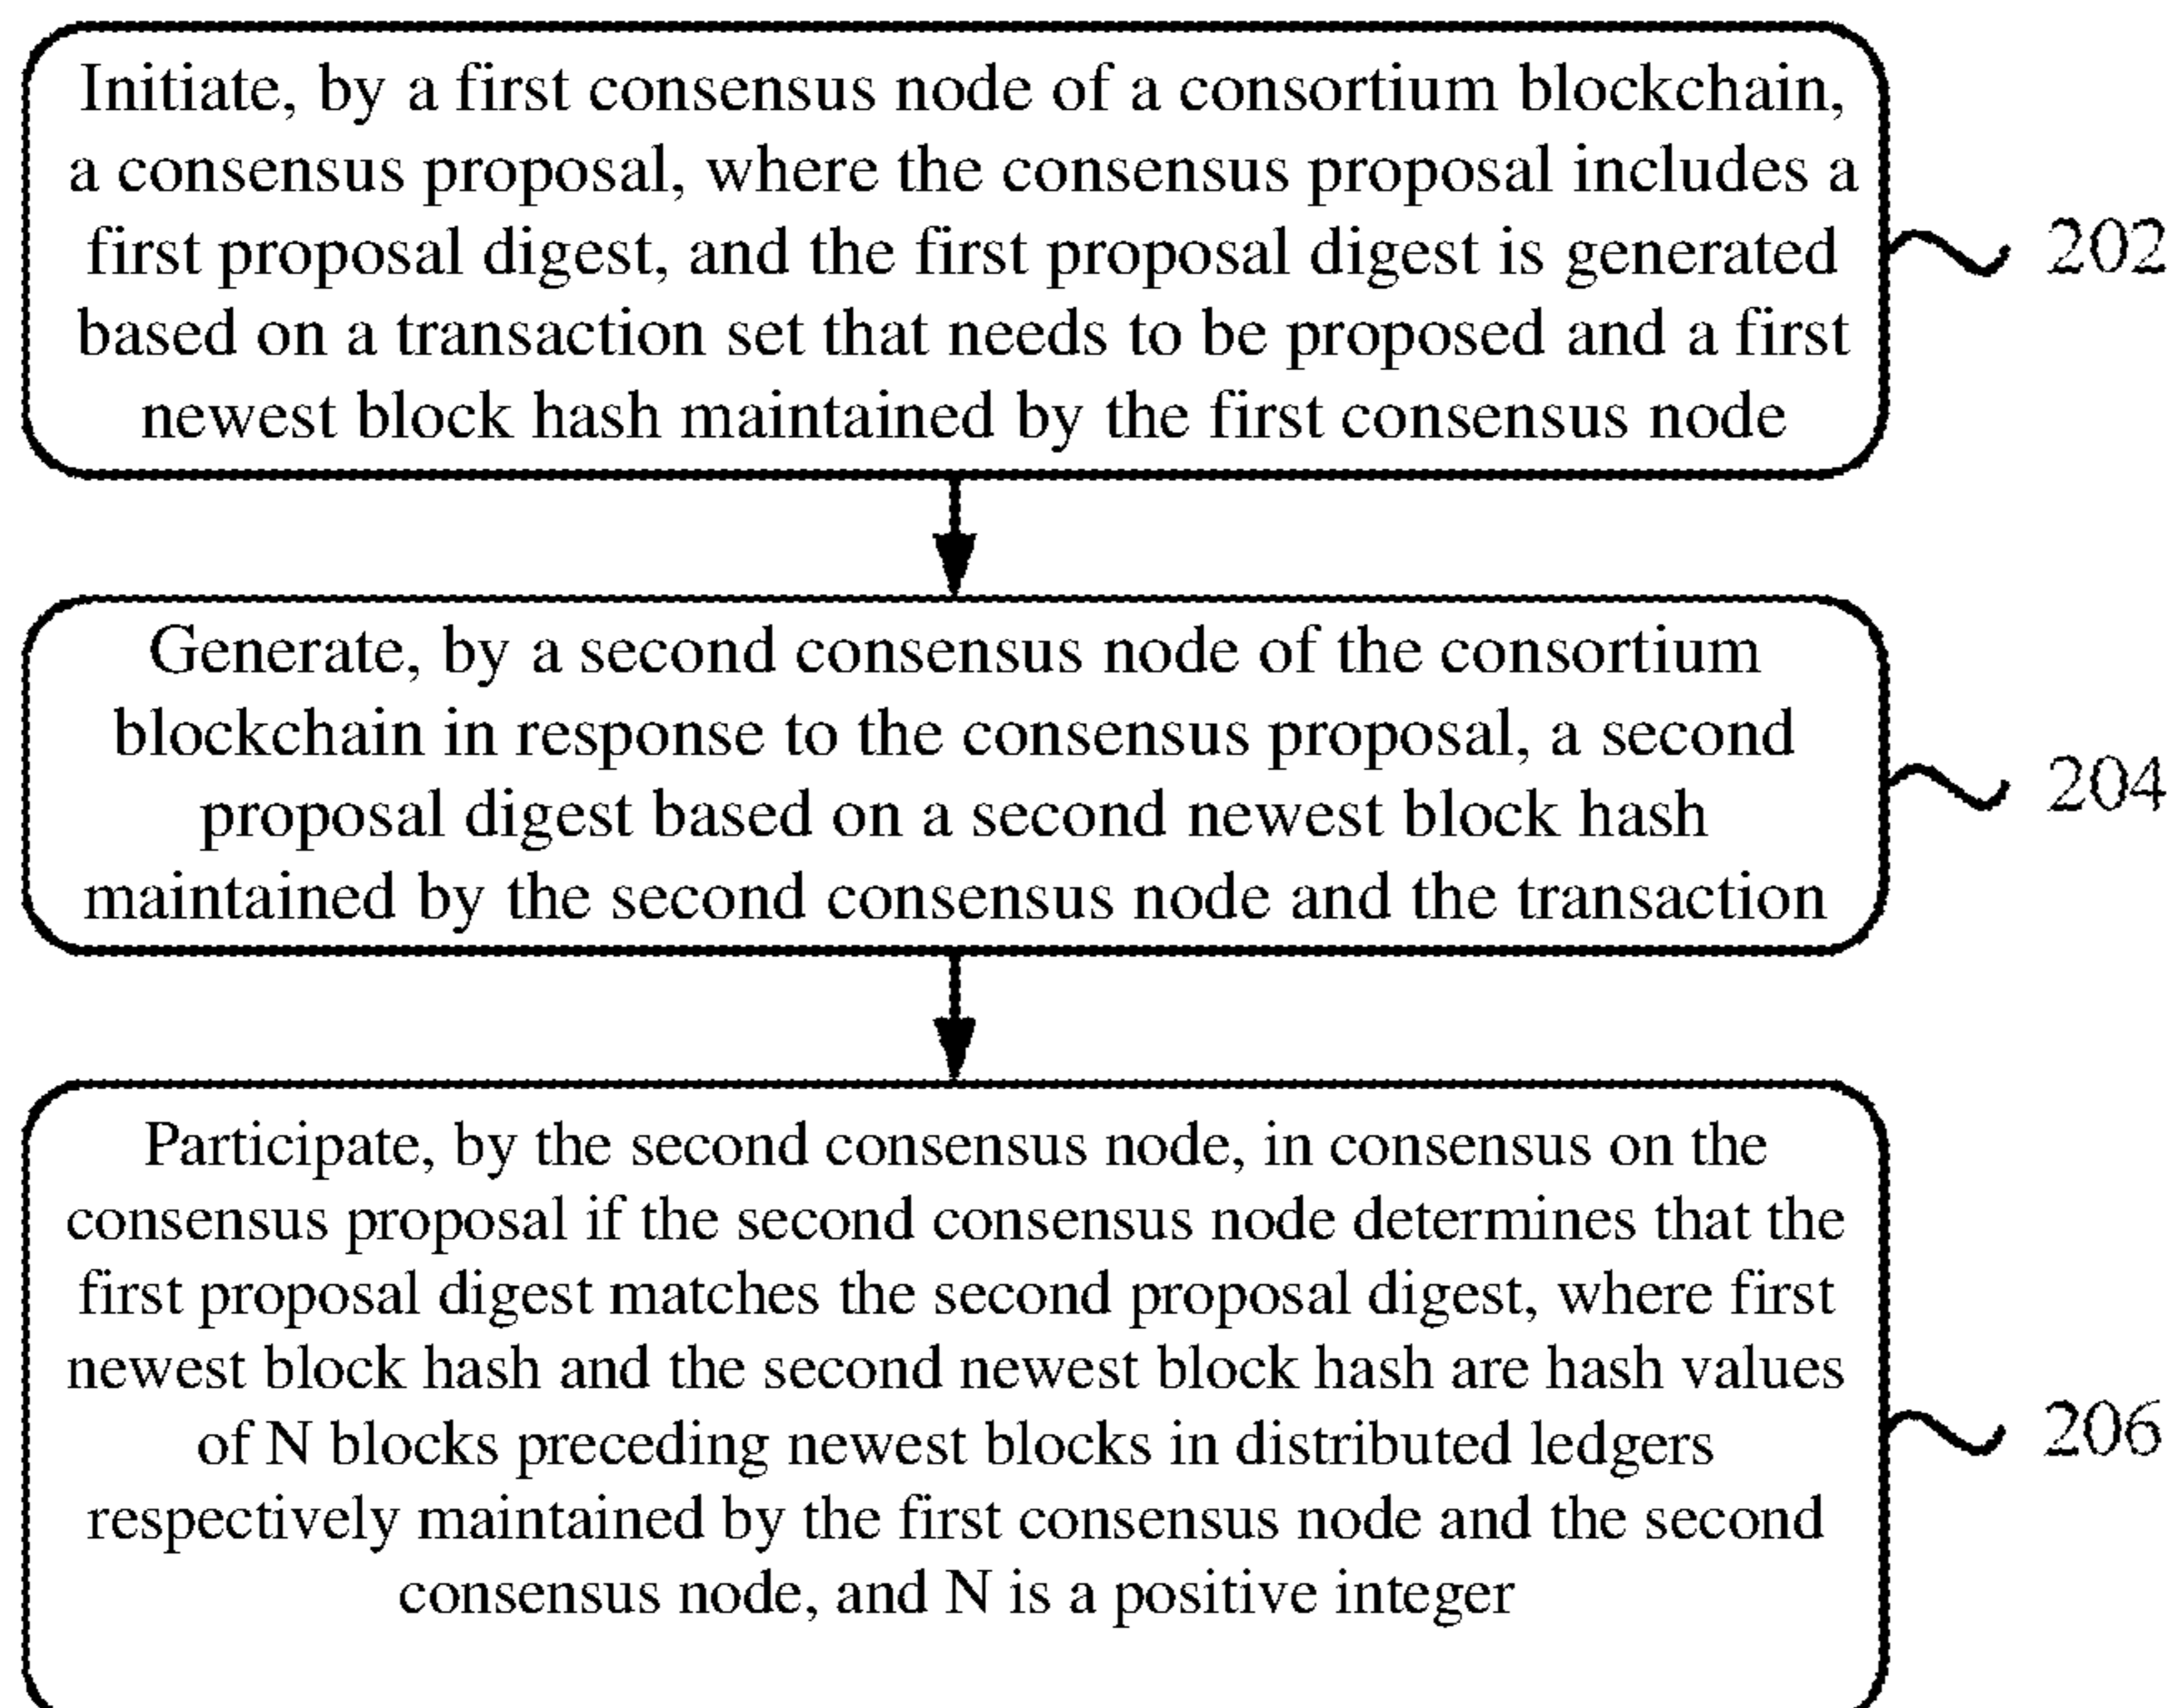 Initiate, by a first consensus node of a consortium blockchain,
a consensus proposal, where the consensus proposal includes a
first proposal digest, and the first proposal digest is generated
based on a transaction set that needs to be proposed and a first
newest block hash maintained by the first consensus node
202
Generate, by a second consensus node of the consortium
blockchain in response to the consensus proposal, a second
proposal digest based on a second newest block hash
maintained by the second consensus node and the transaction
204
Participate, by the second consensus node, in consensus on the
consensus proposal if the second consensus node determines that the
first proposal digest matches the second proposal digest, where first
newest block hash and the second newest block hash are hash values
of N blocks preceding newest blocks in distributed ledgers
respectively maintained by the first consensus node and the second
consensus node, and N is a positive integer
206